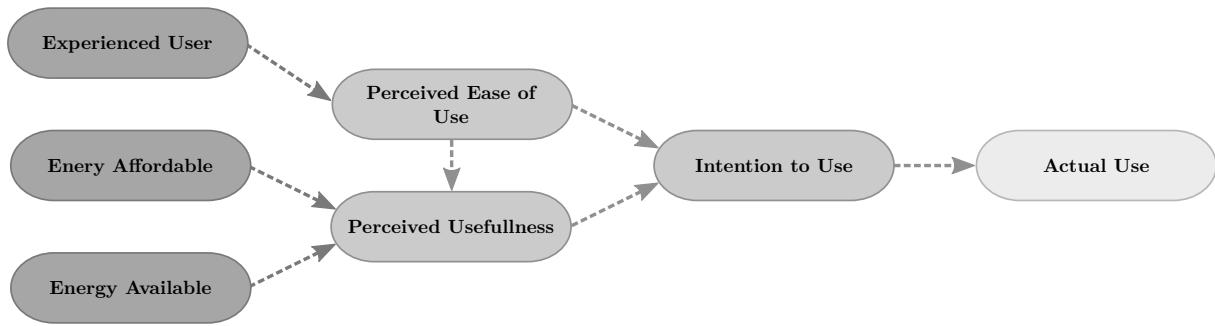 Experienced User
Perceived Ease of
Use
Enery Affordable
Intention to Use
Actual Use
Perceived Usefullness
Energy Available